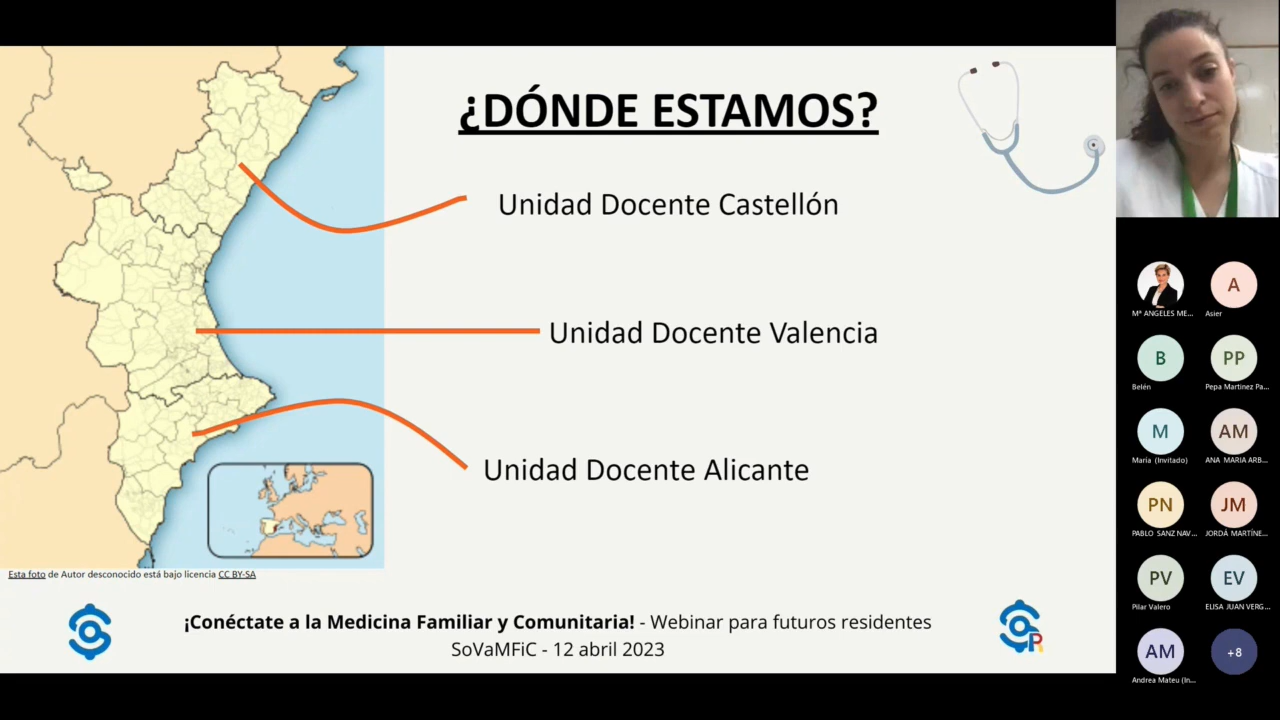 ¿DÓNDE ESTAMOS?
Unidad Docente Castellón
Unidad Docente Valencia
Unidad Docente Alicante
Esta foto de Autor desconocido está bajo licencia CC BY-SA
¡Conéctate a la Medicina Familiar y Comunitaria! - Webinar para futuros residentes
SoVaMFiC - 12 abril 2023
R
Mª ANGELES ME...
A
Asier
B
Belén
PP
Pepa Martinez Pa...
M
María (Invitado)
AM
ANA MARIA ARB...
PN
PABLO SANZ NAV...
JM
JORDÁ MARTÍNE...
PV
Pilar Valero
EV
ELISA JUAN VERG...
AM
Andrea Mateu (In...
+8